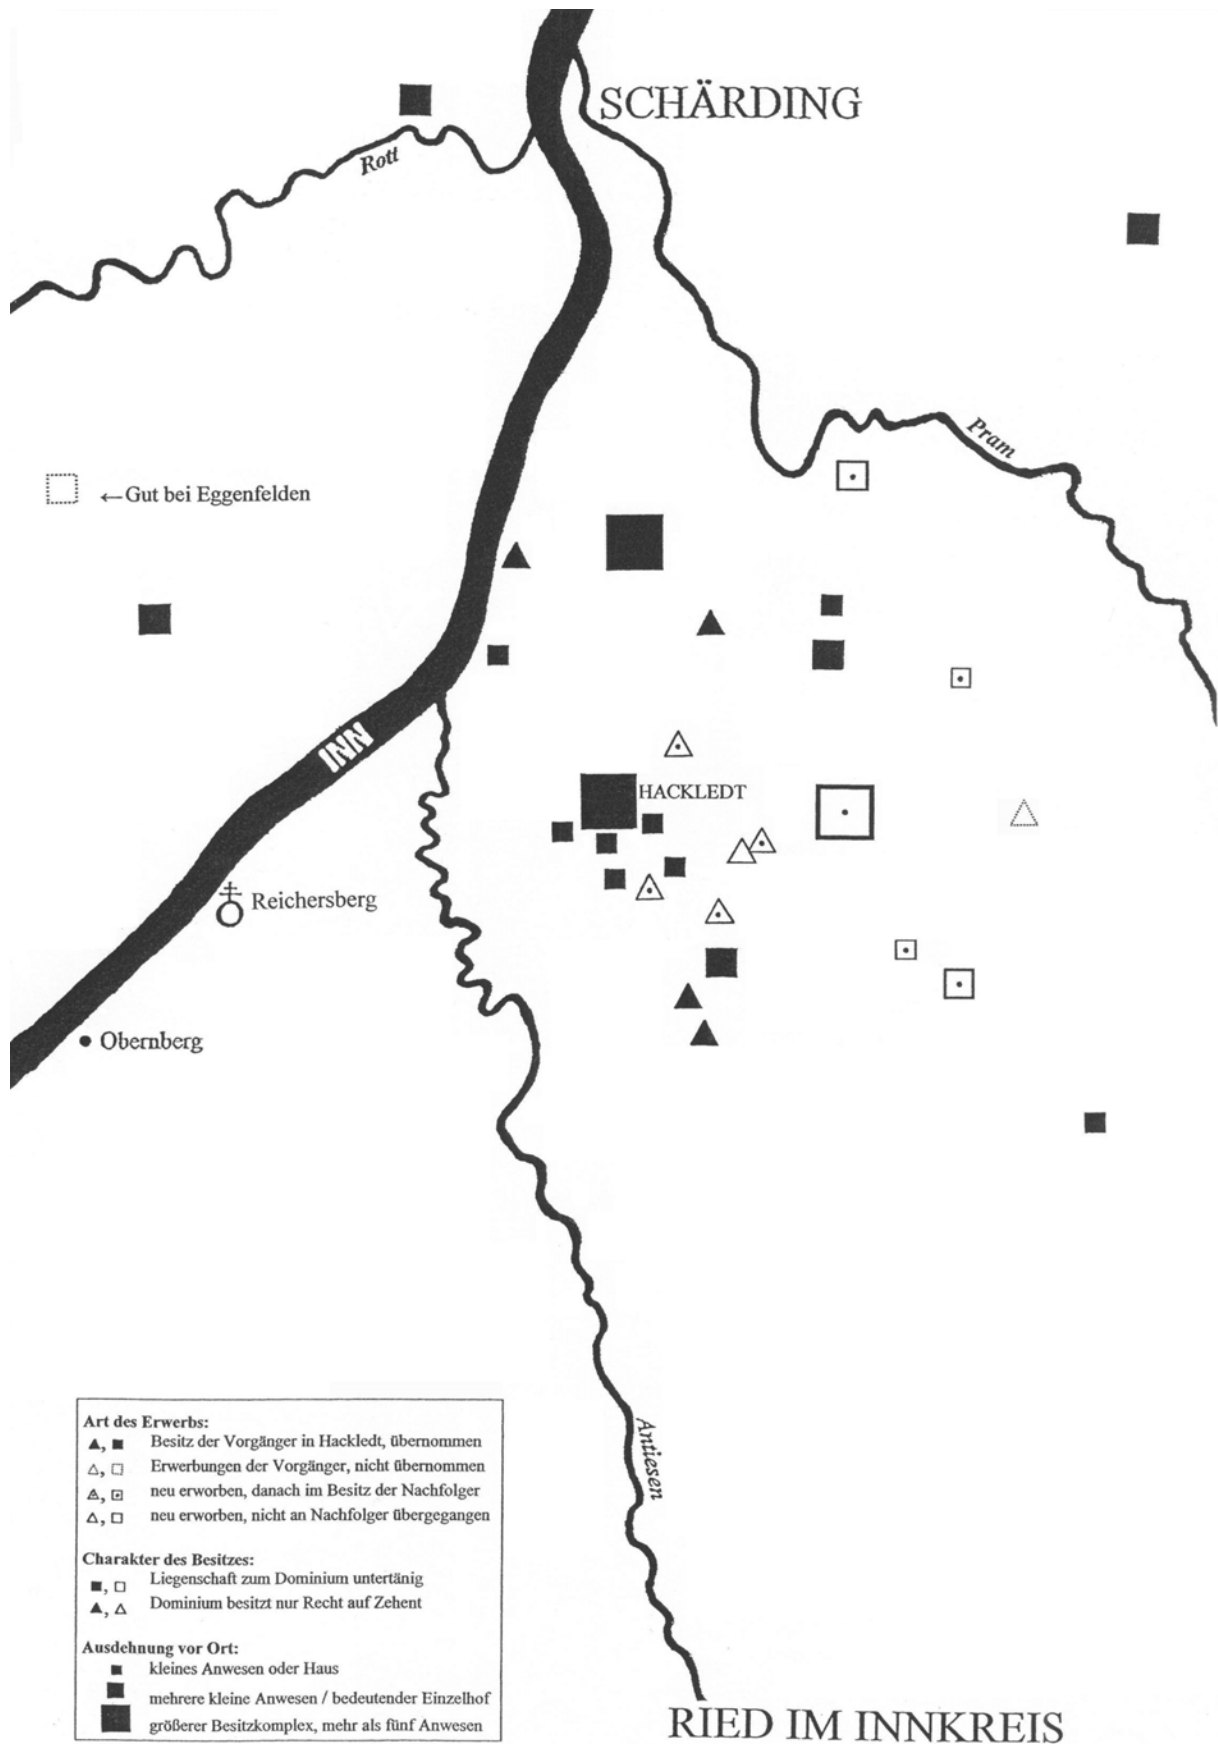 SCHÄRDING
Rott
Pram
←Gut bei Eggenfelden
INN
HACKLEDT
Reichersberg
Obernberg
Antiesen
Art des Erwerbs:
▲, ■ Besitz der Vorgänger in Hackledt, übernommen
△, □ Erwerbungen der Vorgänger, nicht übernommen
◬, ⊡ neu erworben, danach im Besitz der Nachfolger
△, □ neu erworben, nicht an Nachfolger übergegangen
Charakter des Besitzes:
■, □ Liegenschaft zum Dominium untertänig
▲, △ Dominium besitzt nur Recht auf Zehent
Ausdehnung vor Ort:
kleines Anwesen oder Haus
mehrere kleine Anwesen / bedeutender Einzelhof
größerer Besitzkomplex, mehr als fünf Anwesen
RIED IM INNKREIS